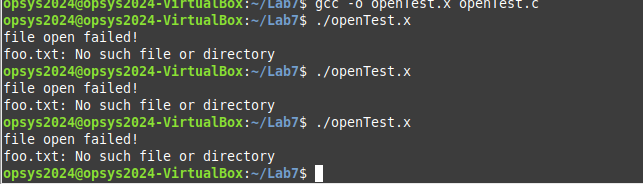 opsys2024@opsys2024-VirtualBox:~/Lab7$ gcc -o openTest.x openTest.c
opsys2024@opsys2024-VirtualBox:~/Lab7$ ./openTest.x
file open failed!
foo.txt: No such file or directory
opsys2024@opsys2024-VirtualBox:~/Lab7$ ./openTest.x
file open failed!
foo.txt: No such file or directory
opsys2024@opsys2024-VirtualBox:~/Lab7$ ./openTest.x
file open failed!
foo.txt: No such file or directory
opsys2024@opsys2024-VirtualBox:~/Lab7$